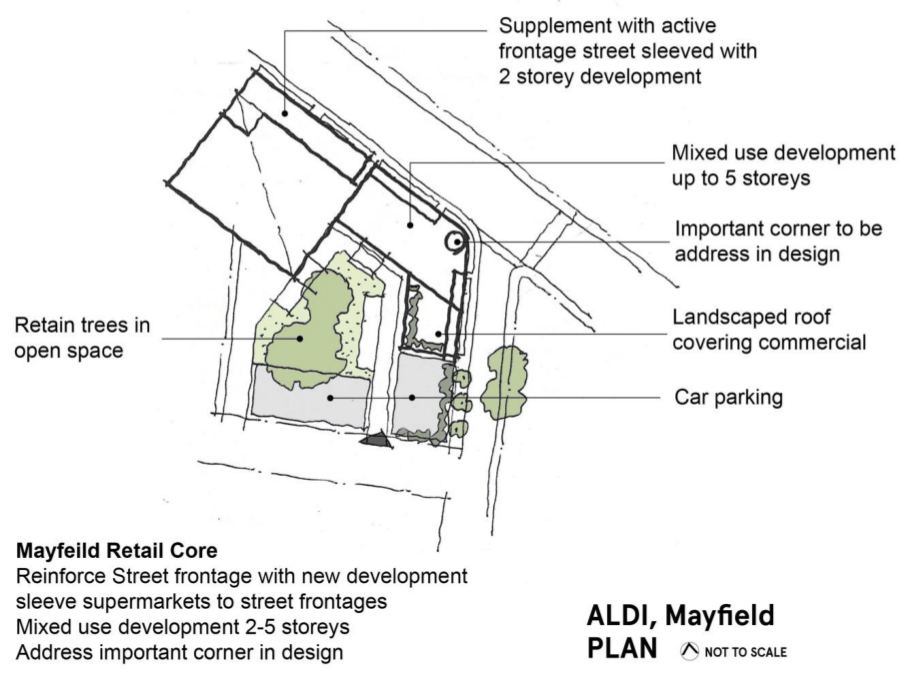 Supplement with active
frontage street sleeved with
2 storey development
Mixed use development
up to 5 storeys
Important corner to be
address in design
Retain trees in
open space
Landscaped roof
covering commercial
Car parking
Mayfeild Retail Core
Reinforce Street frontage with new development
sleeve supermarkets to street frontages
Mixed use development 2-5 storeys
Address important corner in design
ALDI, Mayfield
PLAN NOT TO SCALE